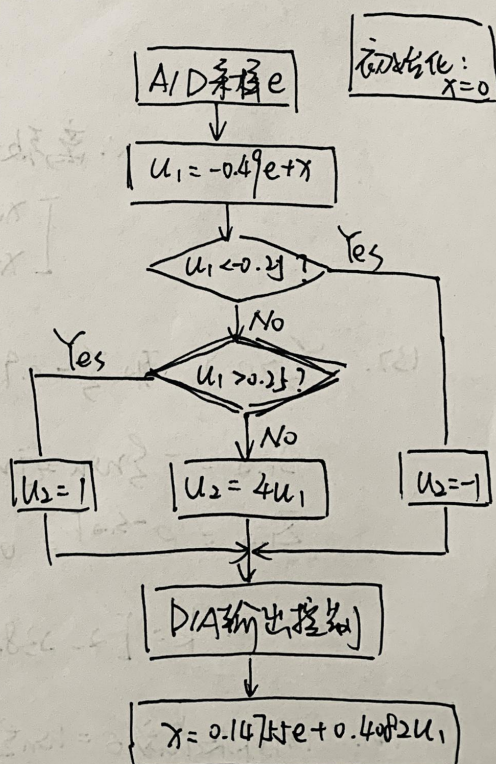 A/D采样e
初始化:
x=0
u₁=-0.49e+x
u₁<-0.25?
Yes
No
u₁>0.25?
Yes
No
u₂=1
u₂=4u₁
u₂=-1
D/A输出控制
x=0.14755e+0.4082u₁